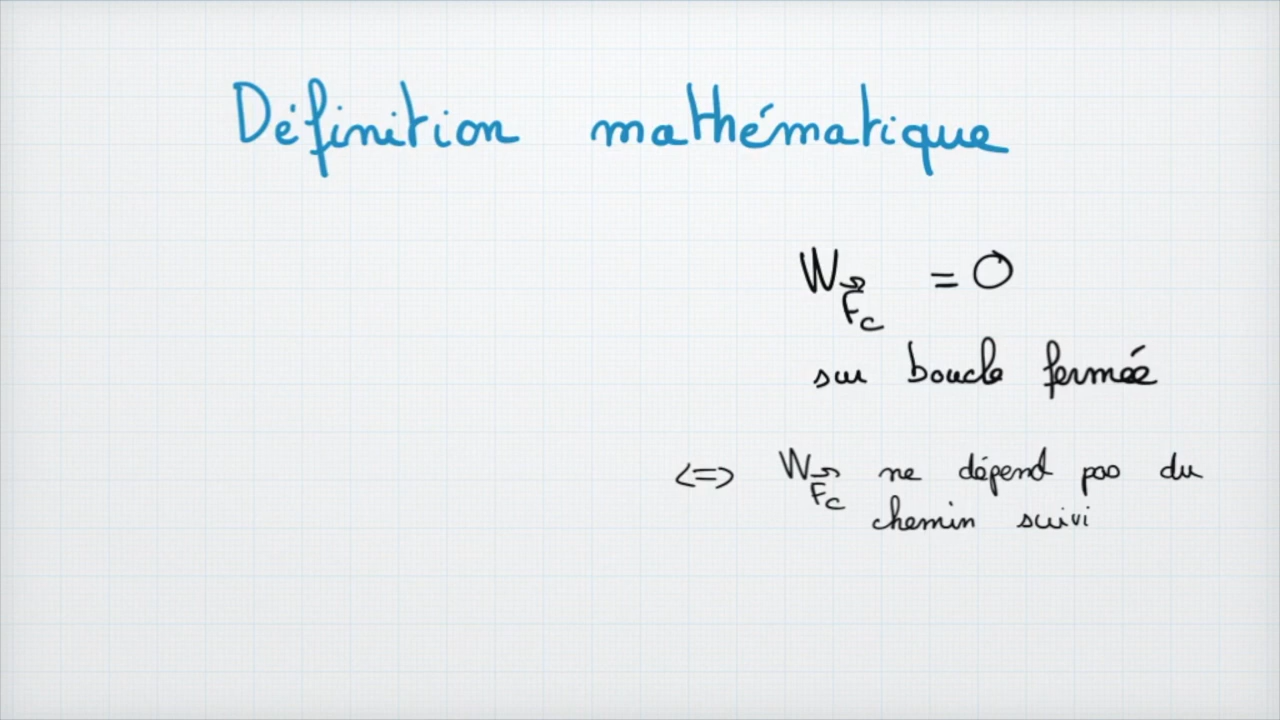 Définition mathématique
W_{\vec{F_c}} = 0
sur boucle fermée
<=> W_{\vec{F_c}} ne dépend pas du
chemin suivi